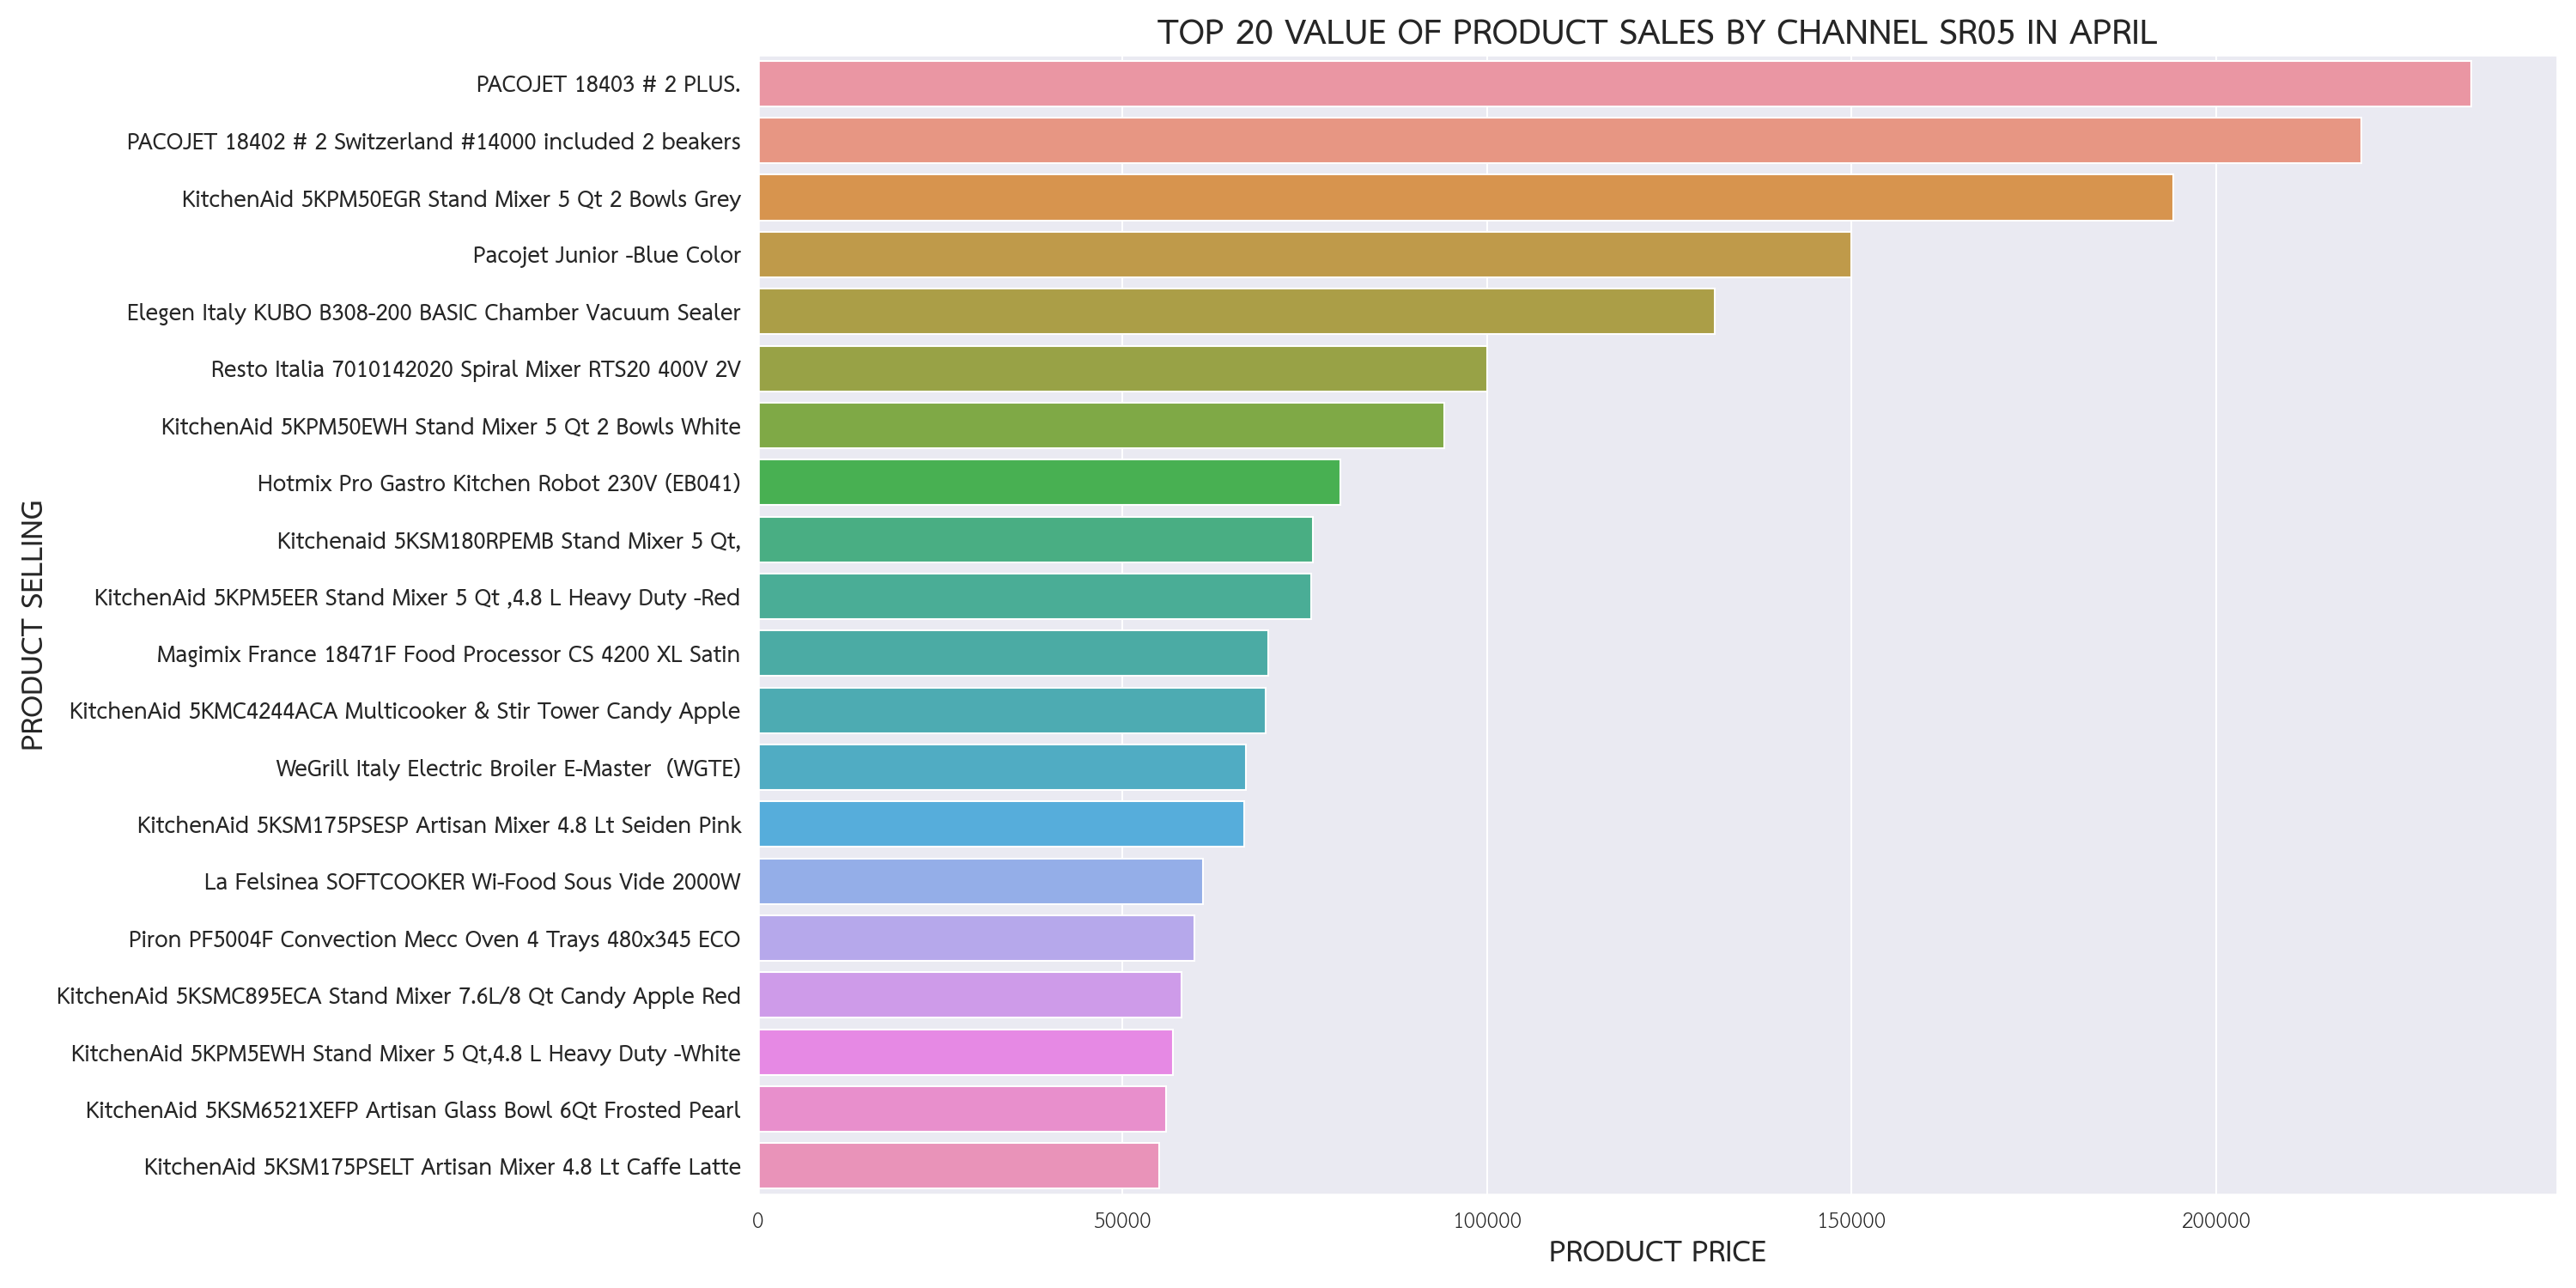 TOP 20 VALUE OF PRODUCT SALES BY CHANNEL SR05 IN APRIL
PRODUCT SELLING
PACOJET 18403 # 2 PLUS.
PACOJET 18402 # 2 Switzerland #14000 included 2 beakers
KitchenAid 5KPM50EGR Stand Mixer 5 Qt 2 Bowls Grey
Pacojet Junior -Blue Color
Elegen Italy KUBO B308-200 BASIC Chamber Vacuum Sealer
Resto Italia 7010142020 Spiral Mixer RTS20 400V 2V
KitchenAid 5KPM50EWH Stand Mixer 5 Qt 2 Bowls White
Hotmix Pro Gastro Kitchen Robot 230V (EB041)
Kitchenaid 5KSM180RPEMB Stand Mixer 5 Qt,
KitchenAid 5KPM5EER Stand Mixer 5 Qt ,4.8 L Heavy Duty -Red
Magimix France 18471F Food Processor CS 4200 XL Satin
KitchenAid 5KMC4244ACA Multicooker & Stir Tower Candy Apple
WeGrill Italy Electric Broiler E-Master  (WGTE)
KitchenAid 5KSM175PSESP Artisan Mixer 4.8 Lt Seiden Pink
La Felsinea SOFTCOOKER Wi-Food Sous Vide 2000W
Piron PF5004F Convection Mecc Oven 4 Trays 480x345 ECO
KitchenAid 5KSMC895ECA Stand Mixer 7.6L/8 Qt Candy Apple Red
KitchenAid 5KPM5EWH Stand Mixer 5 Qt,4.8 L Heavy Duty -White
KitchenAid 5KSM6521XEFP Artisan Glass Bowl 6Qt Frosted Pearl
KitchenAid 5KSM175PSELT Artisan Mixer 4.8 Lt Caffe Latte
0 50000 100000 150000 200000
PRODUCT PRICE